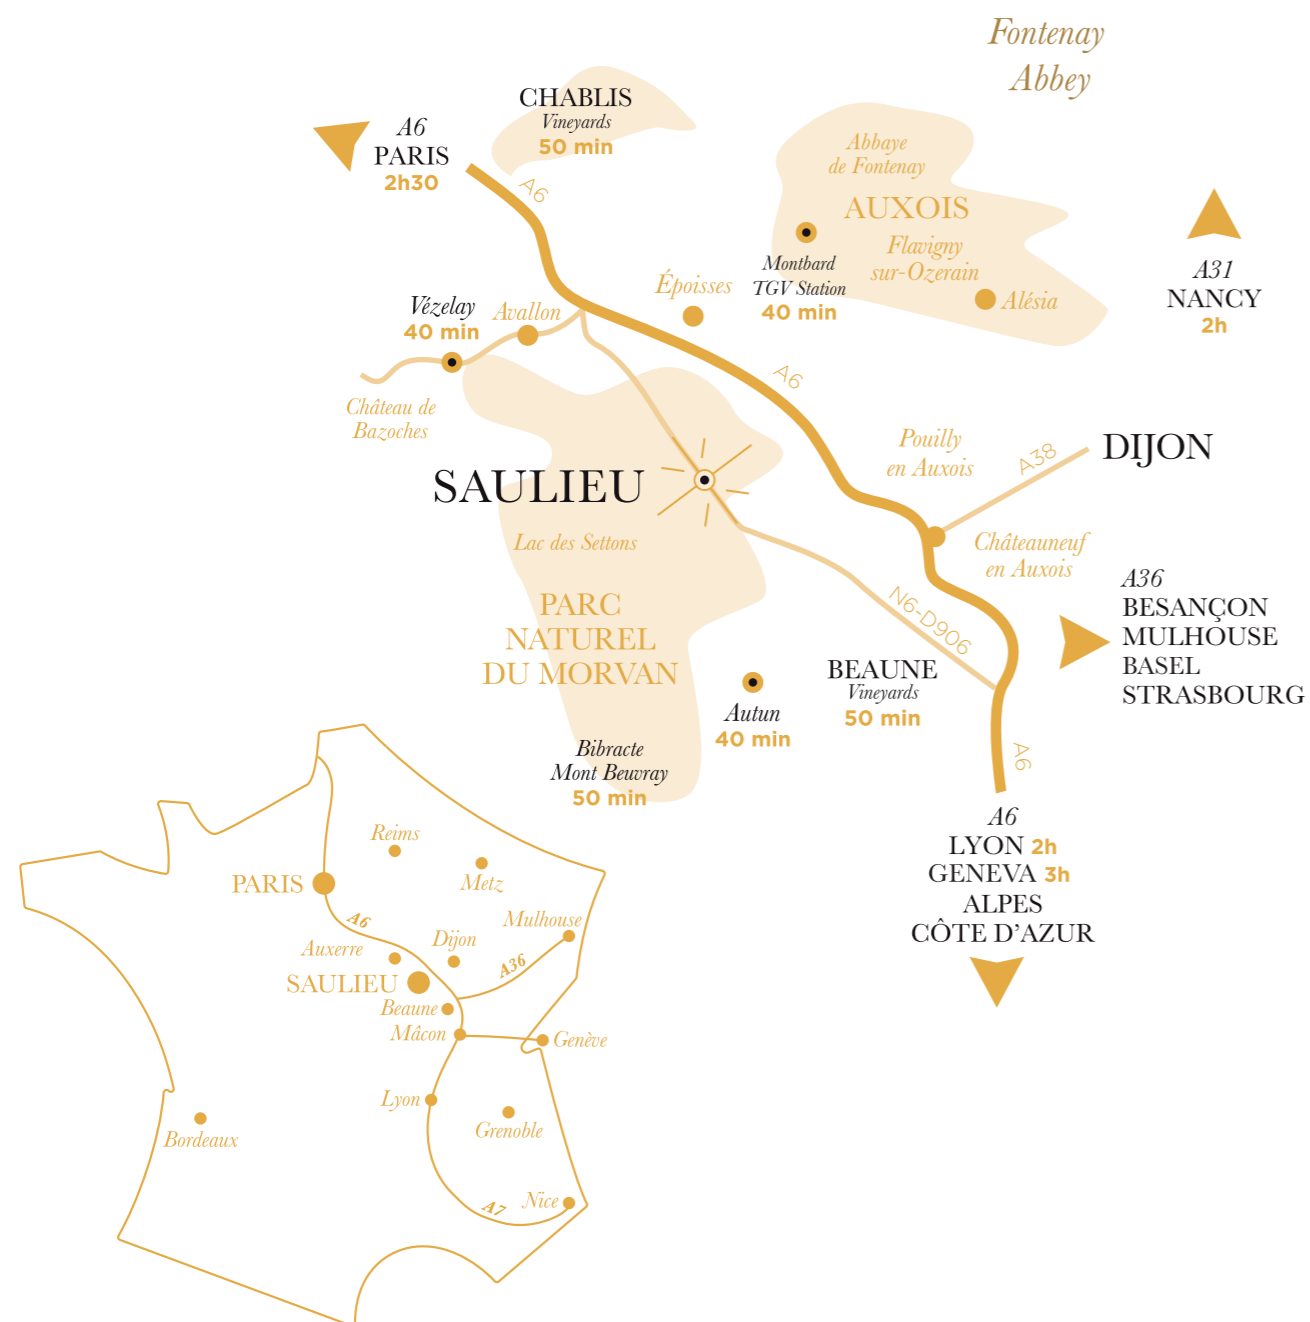 Fontenay
Abbey
CHABLIS
Vineyards
50 min
A6
PARIS
2h30
A6
Abbaye
de Fontenay
AUXOIS
Flavigny
sur-Ozerain
Montbard
TGV Station
40 min
Alésia
A31
NANCY
2h
Époisses
Vézelay
40 min
Avallon
A6
Château de
Bazoches
Pouilly
en Auxois
A38
DIJON
SAULIEU
Lac des Settons
Châteauneuf
en Auxois
A36
BESANÇON
MULHOUSE
BASEL
STRASBOURG
PARC
NATUREL
DU MORVAN
N6-D906
BEAUNE
Vineyards
50 min
Autun
40 min
Bibracte
Mont Beuvray
50 min
A6
A6
LYON 2h
GENEVA 3h
ALPES
CÔTE D'AZUR
Reims
PARIS
Metz
A6
Mulhouse
Auxerre
Dijon
A36
SAULIEU
Beaune
Mâcon
Genève
Lyon
Grenoble
Bordeaux
A7
Nice